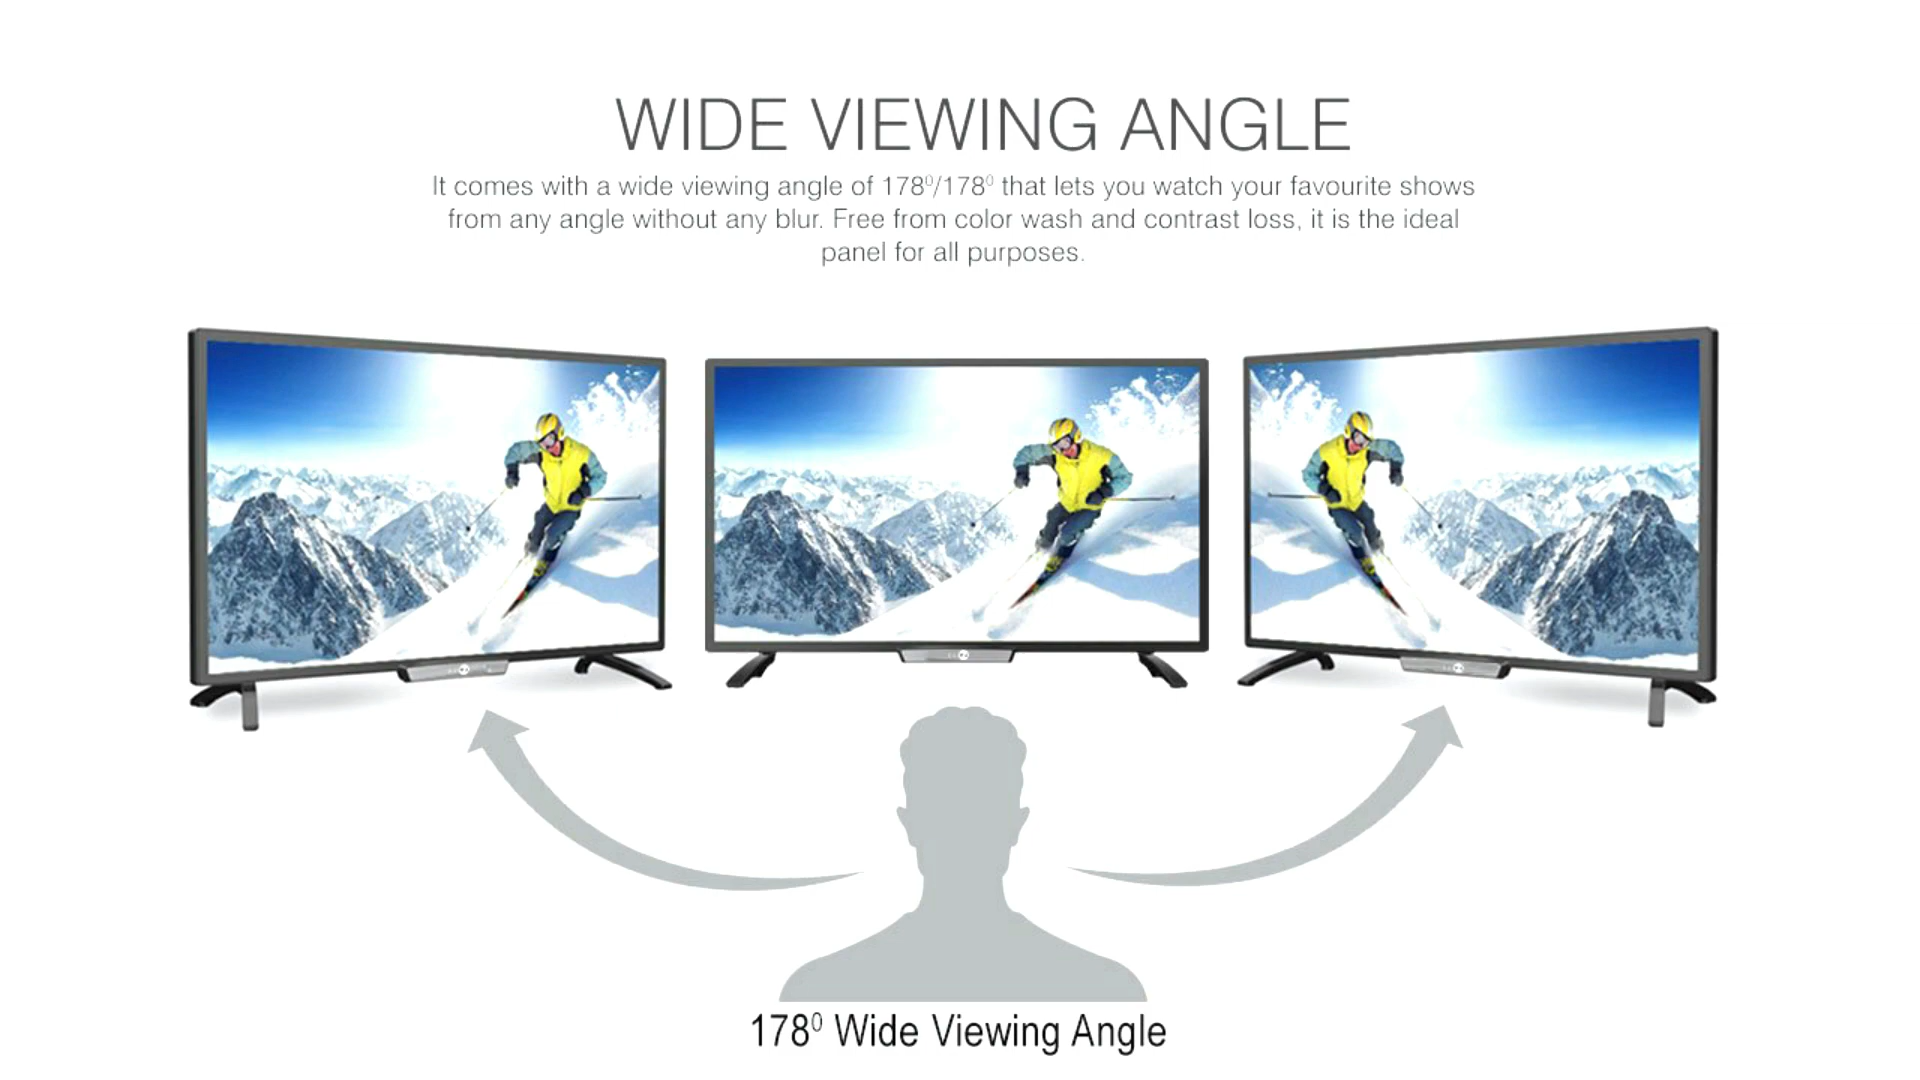 WIDE VIEWING ANGLE
It comes with a wide viewing angle of 178⁰/178⁰ that lets you watch your favourite shows
from any angle without any blur. Free from color wash and contrast loss, it is the ideal
panel for all purposes.
178⁰ Wide Viewing Angle